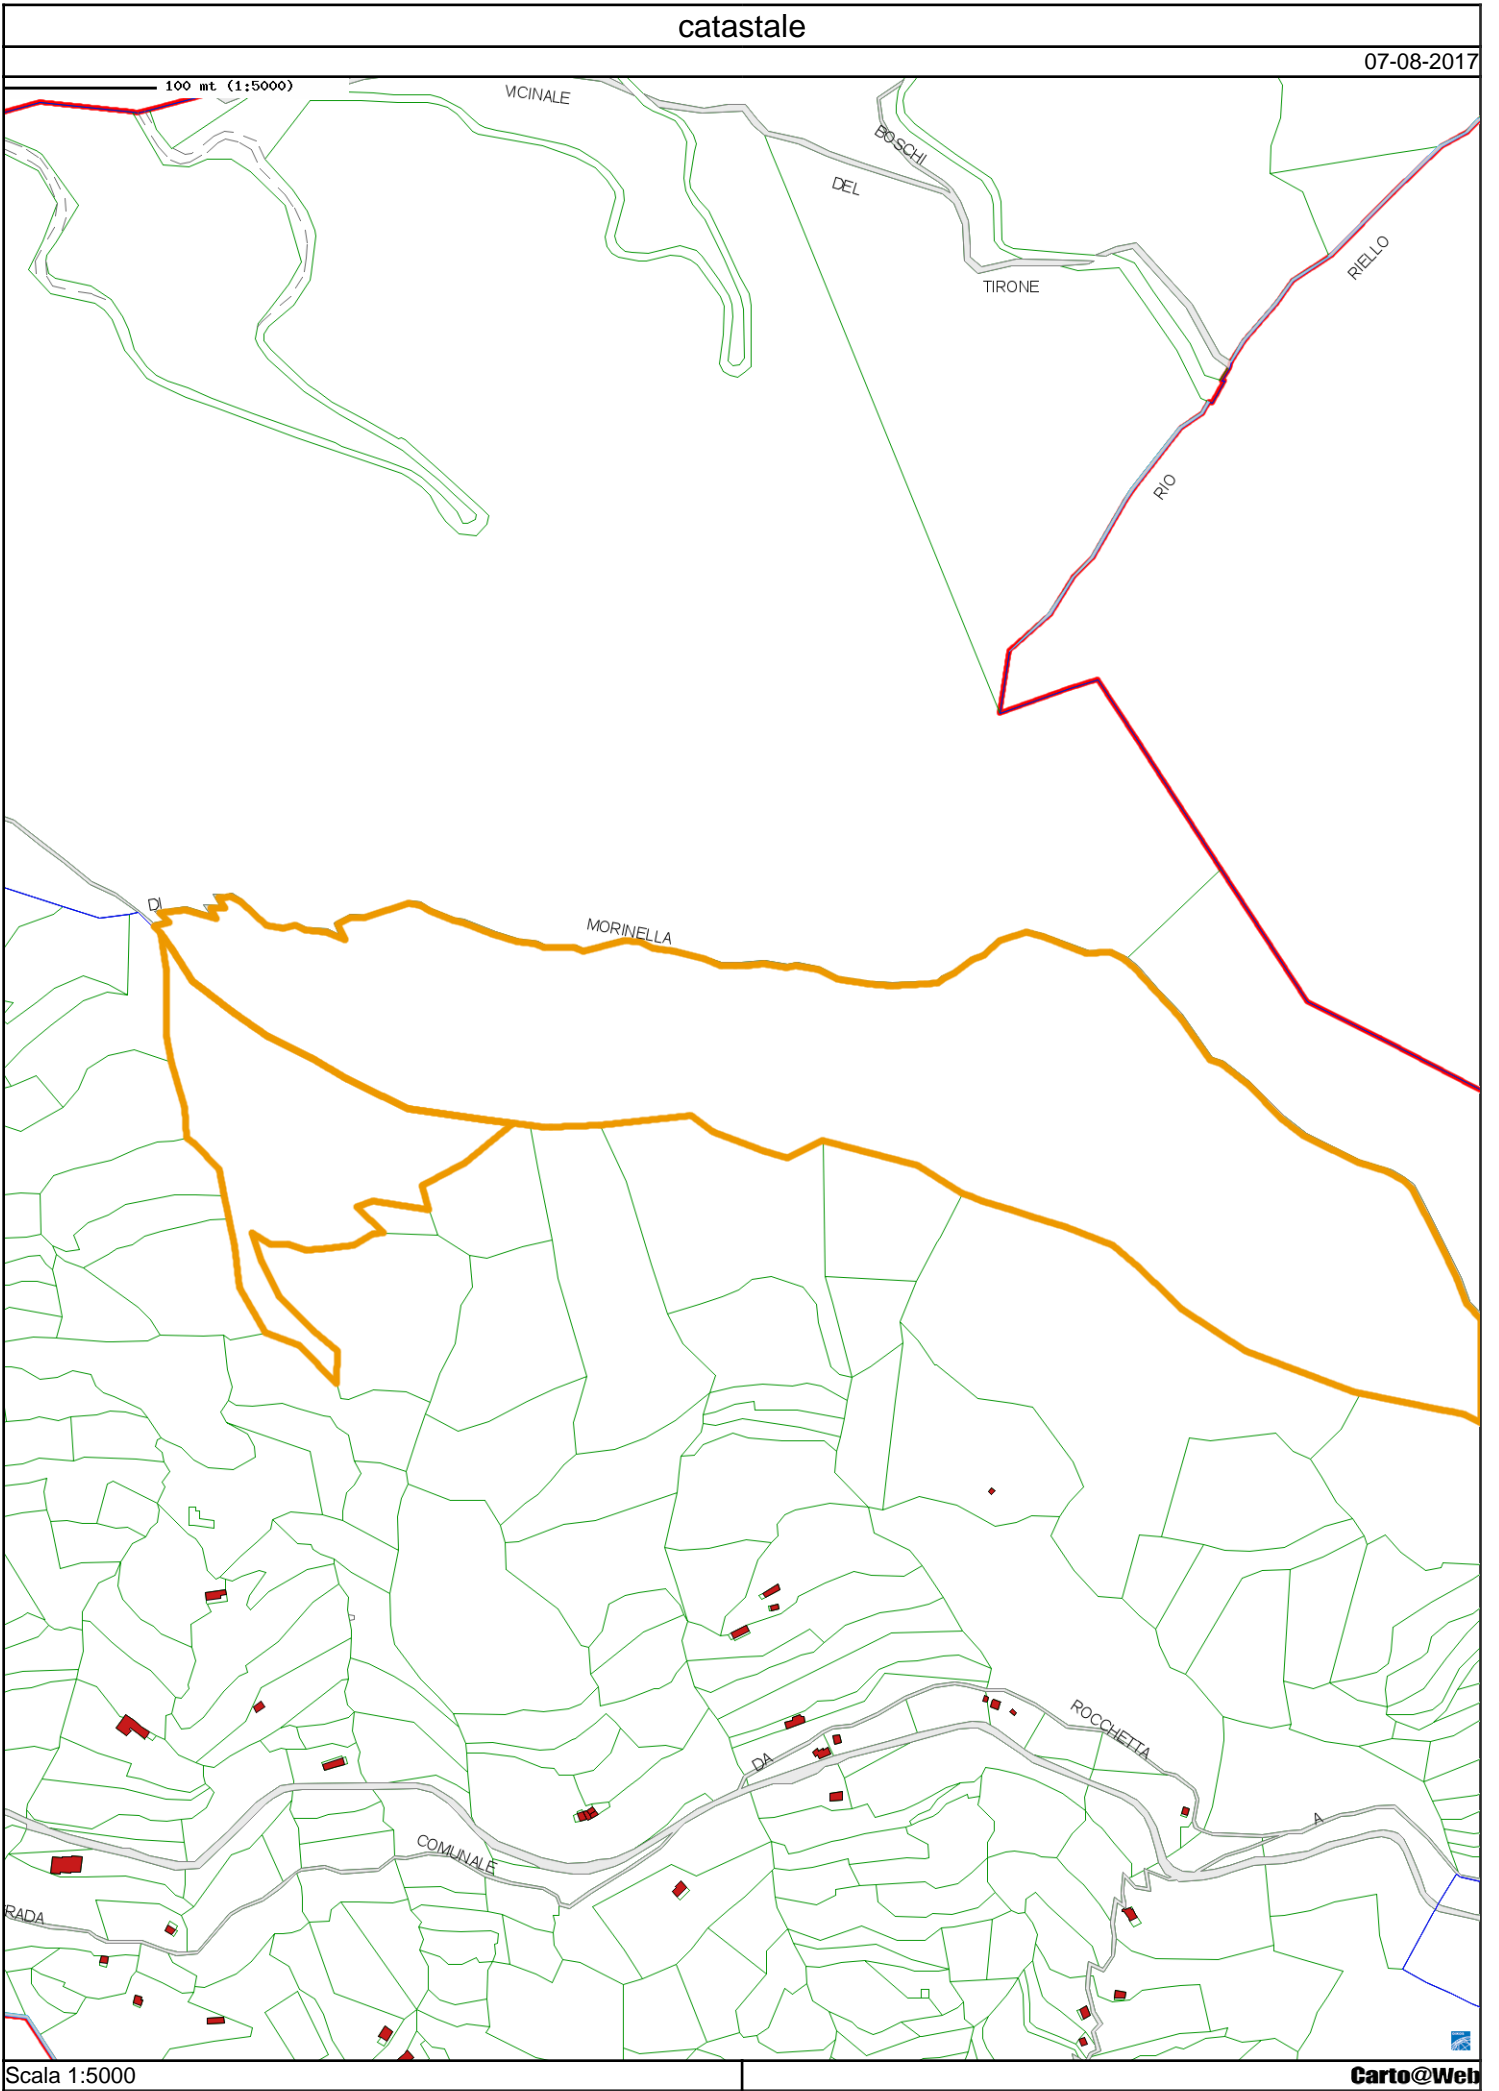 catastale
07-08-2017
100 mt (1:5000)
VICINALE
BOSCHI
DEL
TIRONE
RIELLO
RIO
DI
MORINELLA
ROCCHETTA
DA
A
COMUNALE
RADA
Scala 1:5000
Carto@Web